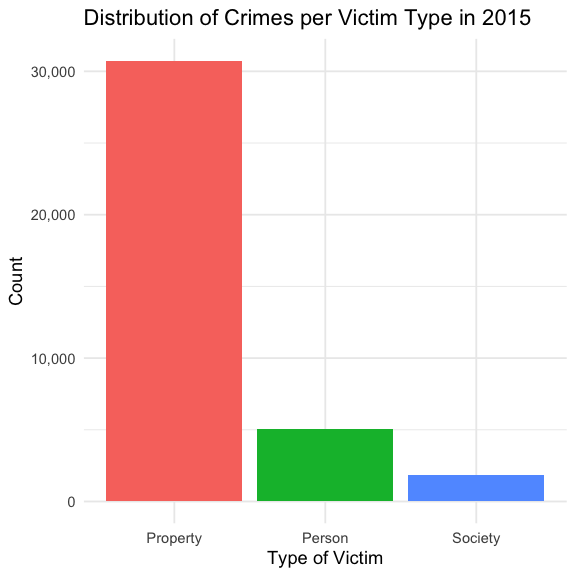 Distribution of Crimes per Victim Type in 2015
Count
30,000
20,000
10,000
0
Property
Person
Society
Type of Victim